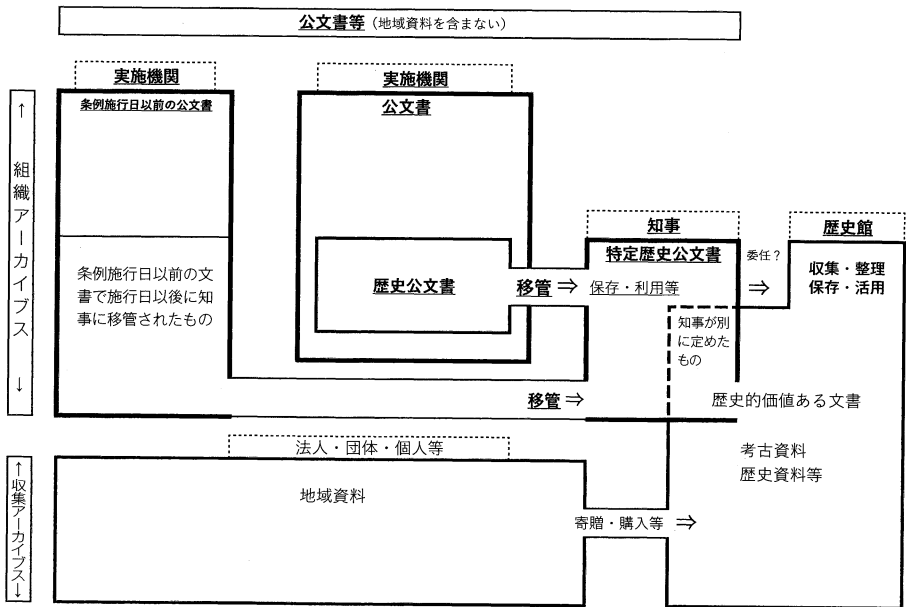 公文書等（地域資料を含まない）
実施機関
条例施行日以前の公文書
条例施行日以前の文
書で施行日以後に知
事に移管されたもの
実施機関
公文書
歴史公文書
移管 ⇒
知事
特定歴史公文書
保存・利用等
委任？
⇒
歴史館
収集・整理
保存・活用
知事が別
に定めた
もの
移管 ⇒
歴史的価値ある文書
考古資料
歴史資料等
↑組織アーカイブス↓
法人・団体・個人等
地域資料
寄贈・購入等 ⇒
↑収集アーカイブス↓